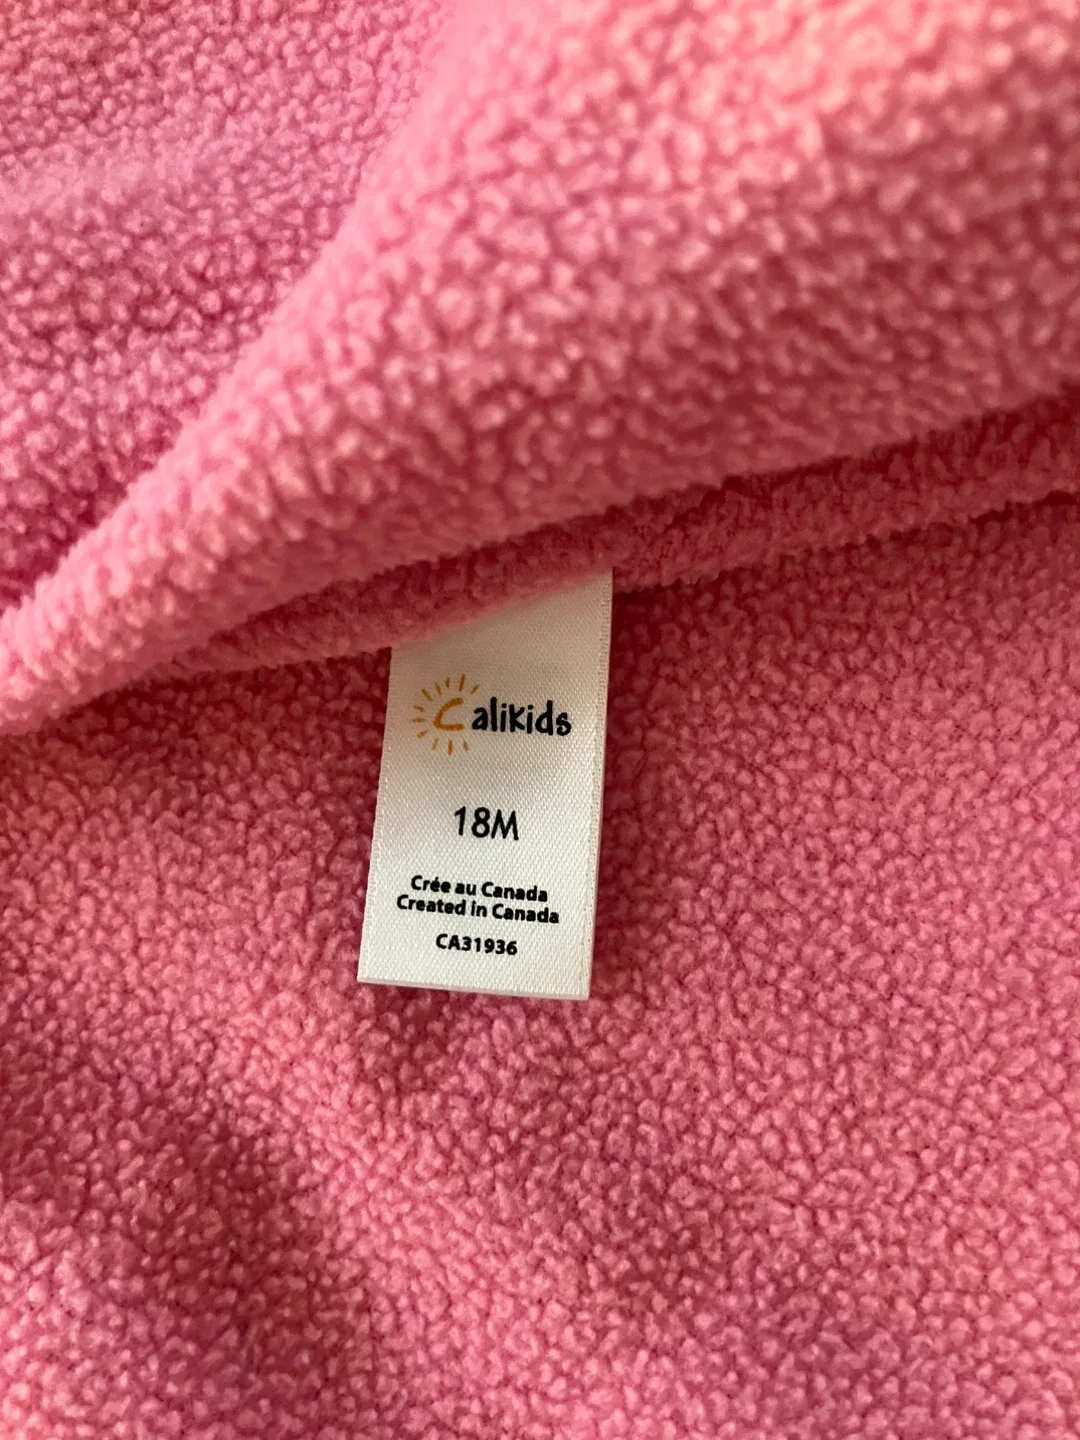 Calikids
18M
Crée au Canada
Created in Canada
CA31936